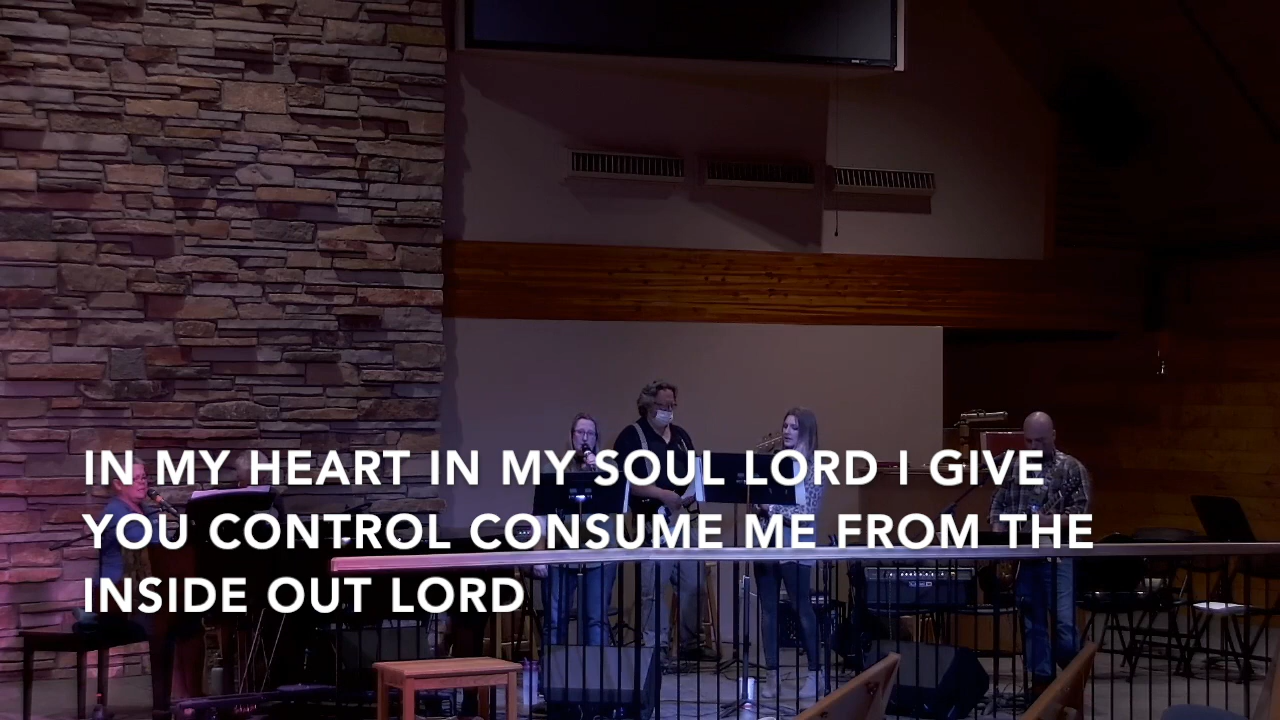 IN MY HEART IN MY SOUL LORD I GIVE
YOU CONTROL CONSUME ME FROM THE
INSIDE OUT LORD